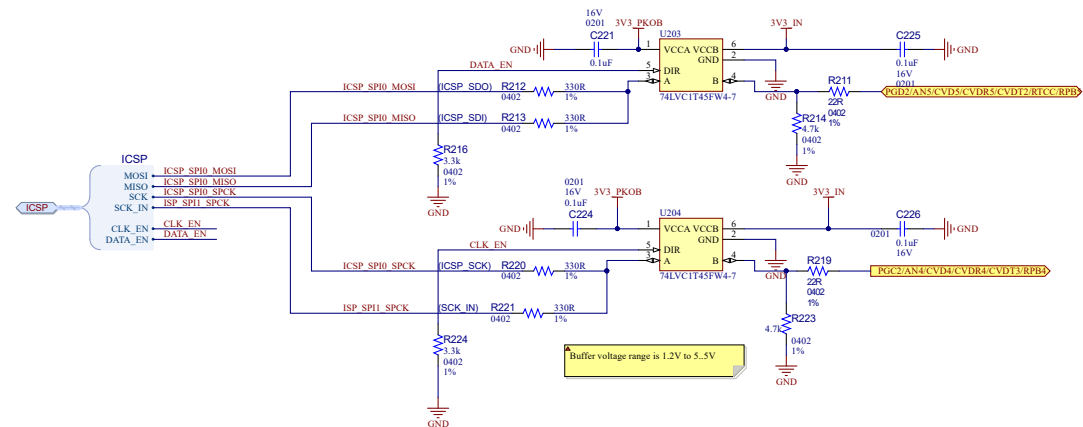 16V
0201
C221
0.1uF
GND
3V3_PKOB
U203
1
VCCA VCCB
6
GND
2
5
DIR
3
A
B
4
74LVC1T45FW4-7
3V3_IN
C225
0.1uF
16V
0201
GND
GND
DATA_EN
ICSP_SPI0_MOSI
(ICSP_SDO)
R212
0402
330R
1%
ICSP_SPI0_MISO
(ICSP_SDI)
R213
0402
330R
1%
R211
22R
0402
1%
PGD2/AN5/CVD5/CVDR5/CVDT2/RTCC/RPB5
R214
4.7k
0402
1%
GND
R216
3.3k
0402
1%
GND
ICSP
ICSP
MOSI
ICSP_SPI0_MOSI
MISO
ICSP_SPI0_MISO
SCK
ICSP_SPI0_SPCK
SCK_IN
ISP_SPI1_SPCK
CLK_EN
CLK_EN
DATA_EN
DATA_EN
0201
16V
0.1uF
C224
GND
3V3_PKOB
U204
1
VCCA VCCB
6
GND
2
5
DIR
3
A
B
4
74LVC1T45FW4-7
3V3_IN
C226
0201
0.1uF
16V
GND
GND
CLK_EN
ICSP_SPI0_SPCK
(ICSP_SCK)
R220
0402
330R
1%
ISP_SPI1_SPCK
(SCK_IN)
R221
0402
330R
1%
R219
22R
0402
1%
PGC2/AN4/CVD4/CVDR4/CVDT3/RPB4
R223
4.7k
0402
1%
GND
R224
3.3k
0402
1%
GND
Buffer voltage range is 1.2V to 5..5V